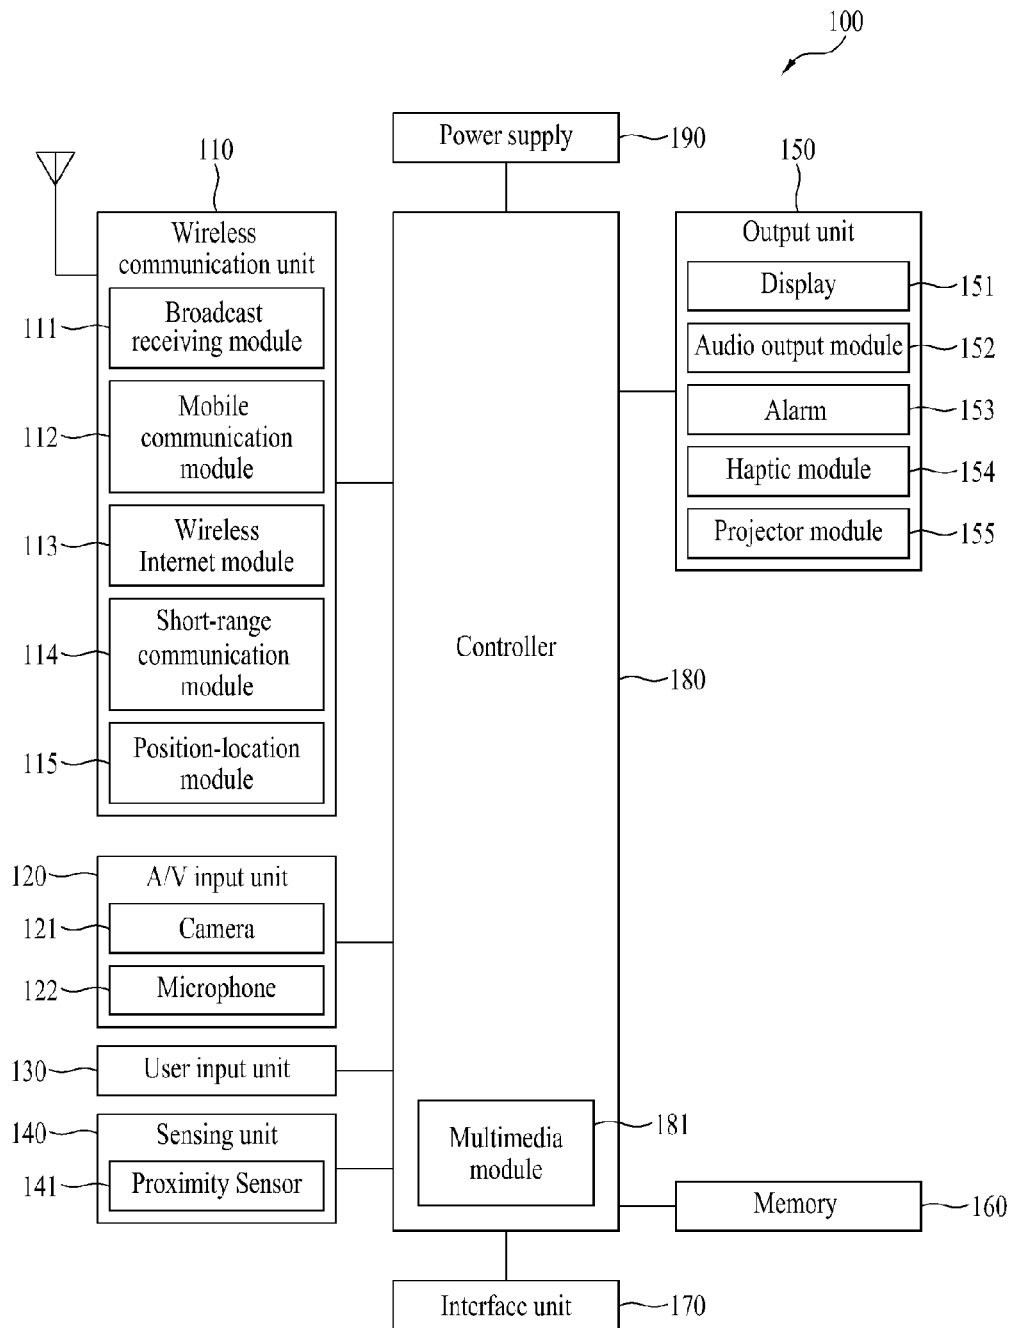 100
Power supply
190
110
Wireless
communication unit
111
Broadcast
receiving module
112
Mobile
communication
module
113
Wireless
Internet module
114
Short-range
communication
module
115
Position-location
module
120
A/V input unit
121
Camera
122
Microphone
130
User input unit
140
Sensing unit
141
Proximity Sensor
Controller
180
181
Multimedia
module
150
Output unit
Display
151
Audio output module
152
Alarm
153
Haptic module
154
Projector module
155
Memory
160
Interface unit
170